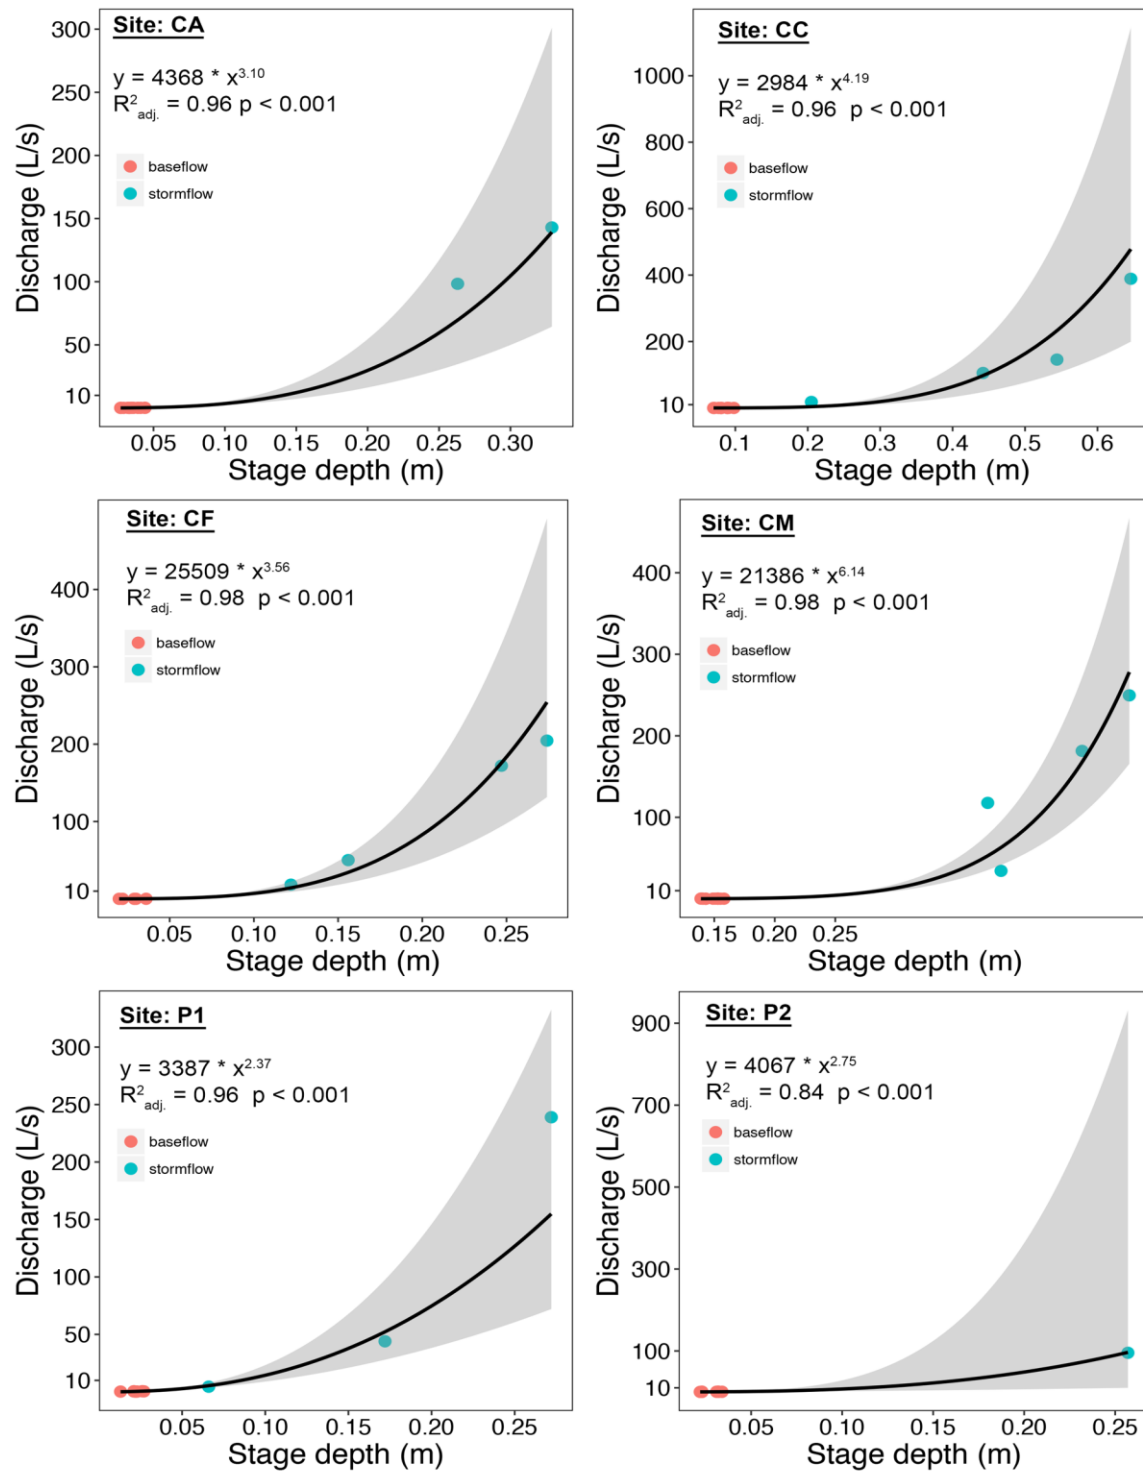 Site: CA
y = 4368 * x^3.10
R²adj. = 0.96 p < 0.001
baseflow
stormflow
300
250
200
150
100
50
10
0.05 0.10 0.15 0.20 0.25 0.30
Discharge (L/s)
Stage depth (m)
Site: CC
y = 2984 * x^4.19
R²adj. = 0.96 p < 0.001
baseflow
stormflow
1000
800
600
400
200
10
0.1 0.2 0.3 0.4 0.5 0.6
Discharge (L/s)
Stage depth (m)
Site: CF
y = 25509 * x^3.56
R²adj. = 0.98 p < 0.001
baseflow
stormflow
400
300
200
100
10
0.05 0.10 0.15 0.20 0.25
Discharge (L/s)
Stage depth (m)
Site: CM
y = 21386 * x^6.14
R²adj. = 0.98 p < 0.001
baseflow
stormflow
400
300
200
100
10
0.15 0.20 0.25
Discharge (L/s)
Stage depth (m)
Site: P1
y = 3387 * x^2.37
R²adj. = 0.96 p < 0.001
baseflow
stormflow
300
250
200
150
100
50
10
0.05 0.10 0.15 0.20 0.25
Discharge (L/s)
Stage depth (m)
Site: P2
y = 4067 * x^2.75
R²adj. = 0.84 p < 0.001
baseflow
stormflow
900
700
500
300
100
10
0.05 0.10 0.15 0.20 0.25
Discharge (L/s)
Stage depth (m)